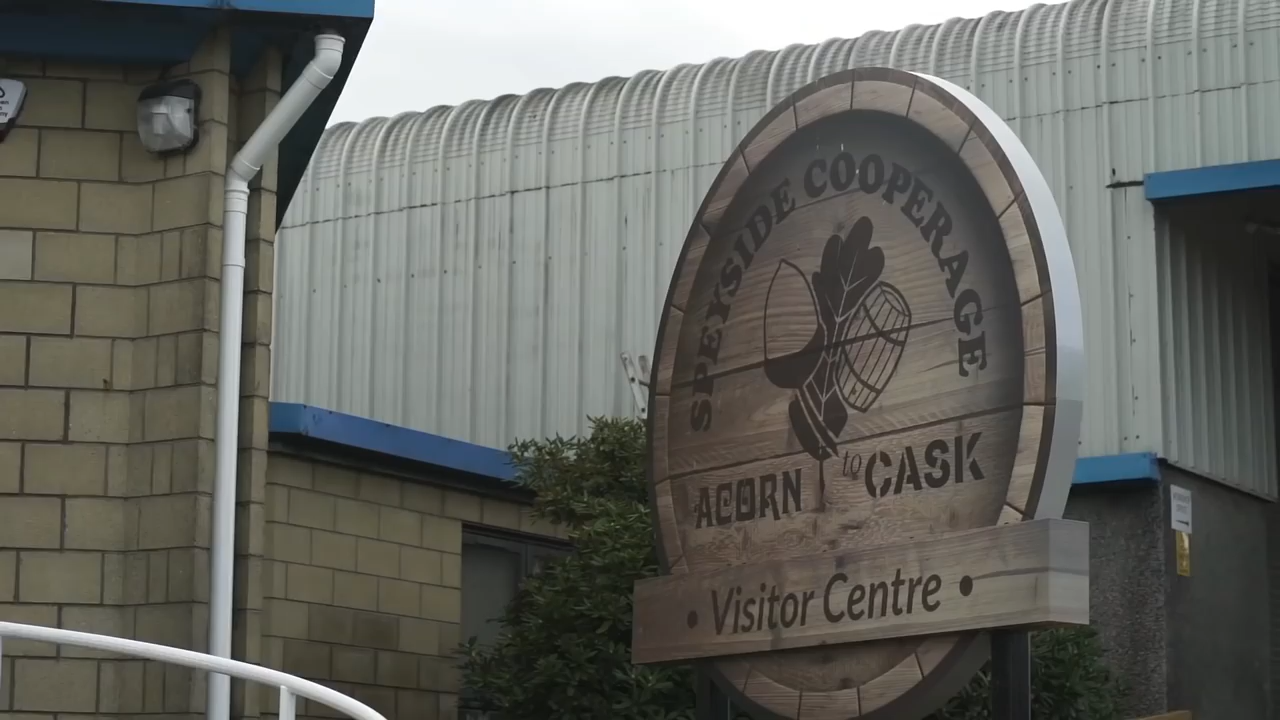 SPEYSIDE COOPERAGE
ACORN to CASK
• Visitor Centre •